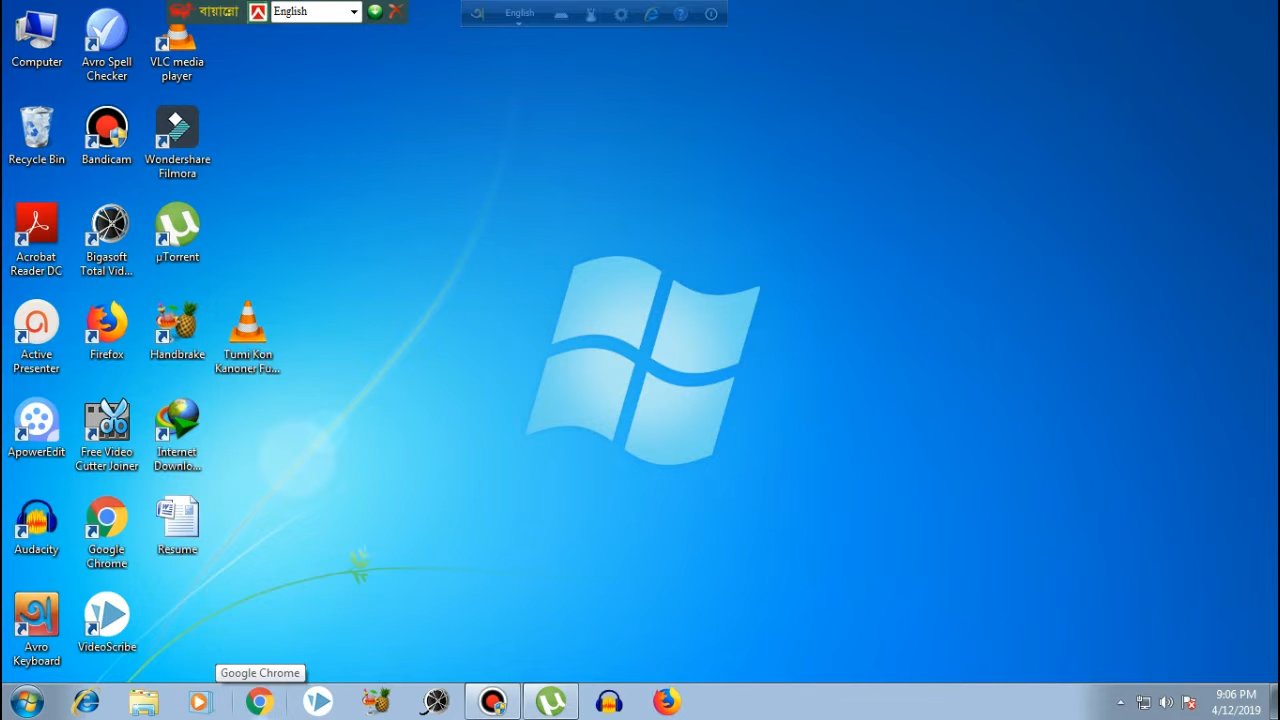 বায়ান্নো
English
English
Computer
Avro Spell
Checker
VLC media
player
Recycle Bin
Bandicam
Wondershare
Filmora
Acrobat
Reader DC
Bigasoft
Total Vid...
µTorrent
Active
Presenter
Firefox
Handbrake
Tumi Kon
Kanoner Fu...
ApowerEdit
Free Video
Cutter Joiner
Internet
Downlo...
Audacity
Google
Chrome
Resume
Avro
Keyboard
VideoScribe
Google Chrome
9:06 PM
4/12/2019